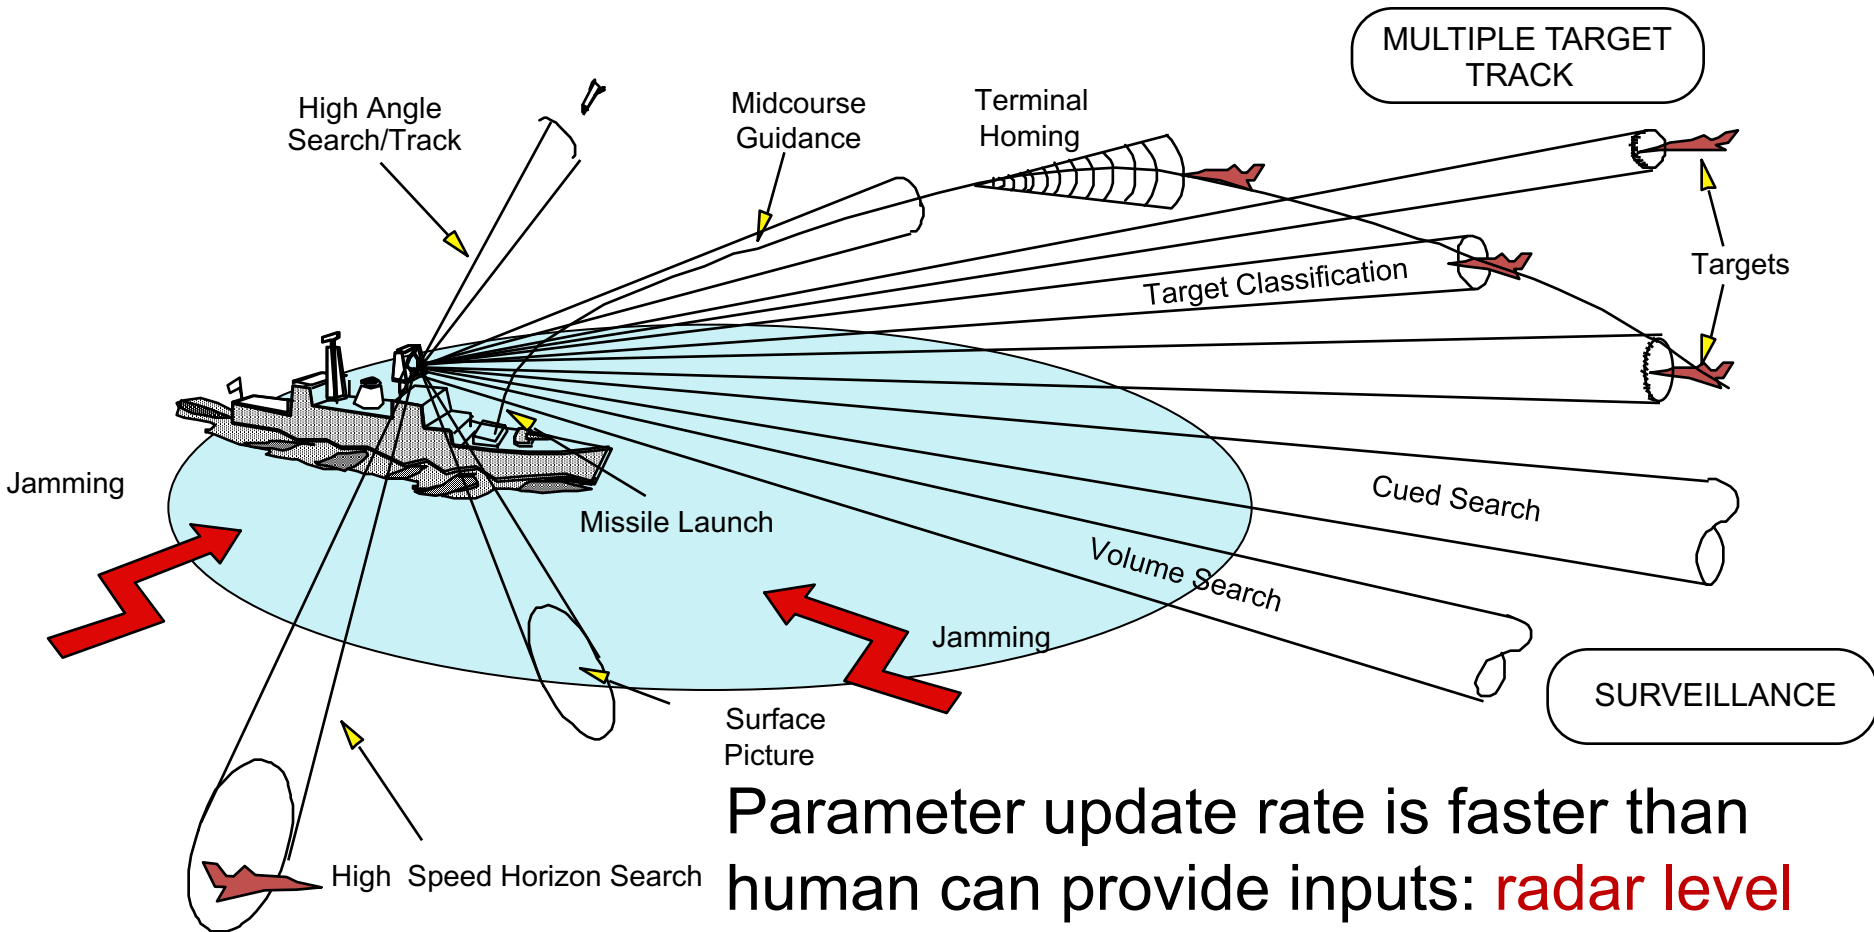 MULTIPLE TARGET
TRACK
High Angle
Search/Track
Midcourse
Guidance
Terminal
Homing
Targets
Target Classification
Jamming
Missile Launch
Cued Search
Volume Search
Jamming
Surface
Picture
SURVEILLANCE
High Speed Horizon Search
Parameter update rate is faster than
human can provide inputs: radar level